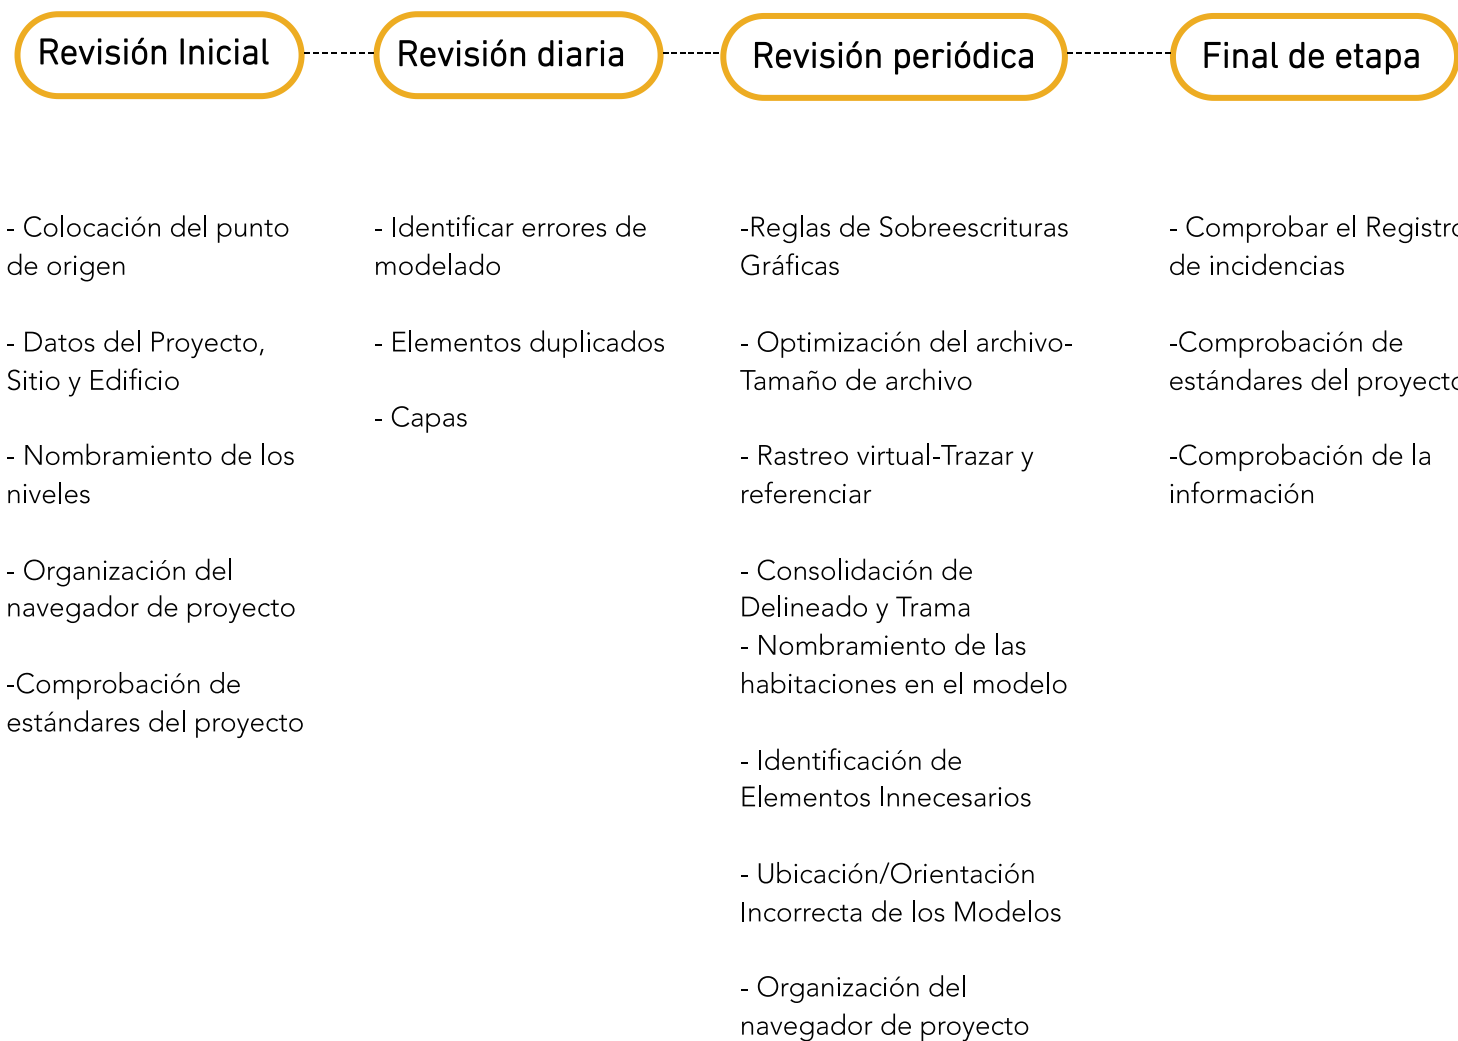 Revisión Inicial
Revisión diaria
Revisión periódica
Final de etapa
- Colocación del punto
de origen
- Datos del Proyecto,
Sitio y Edificio
- Nombramiento de los
niveles
- Organización del
navegador de proyecto
-Comprobación de
estándares del proyecto
- Identificar errores de
modelado
- Elementos duplicados
- Capas
-Reglas de Sobreescrituras
Gráficas
- Optimización del archivo-
Tamaño de archivo
- Rastreo virtual-Trazar y
referenciar
- Consolidación de
Delineado y Trama
- Nombramiento de las
habitaciones en el modelo
- Identificación de
Elementos Innecesarios
- Ubicación/Orientación
Incorrecta de los Modelos
- Organización del
navegador de proyecto
- Comprobar el Registro
de incidencias
-Comprobación de
estándares del proyecto
-Comprobación de la
información